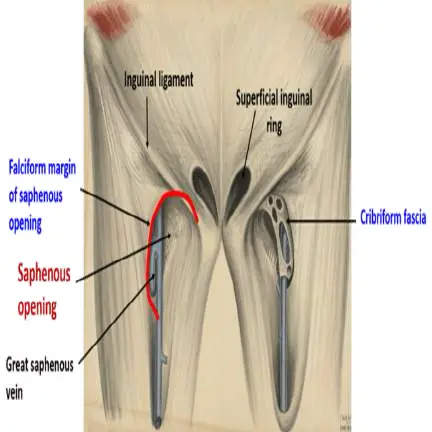 Inguinal ligament
Superficial inguinal
ring
Falciform margin
of saphenous
opening
Cribriform fascia
Saphenous
opening
Great saphenous
vein